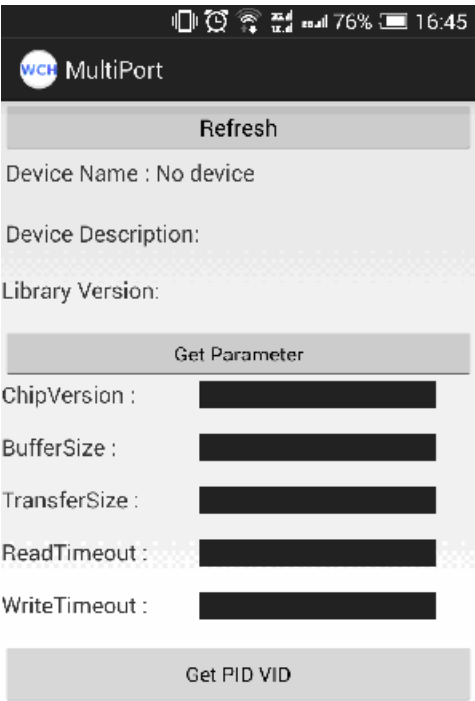 76% 16:45
WCH MultiPort
Refresh
Device Name : No device
Device Description:
Library Version:
Get Parameter
ChipVersion :
BufferSize :
TransferSize :
ReadTimeout :
WriteTimeout :
Get PID VID